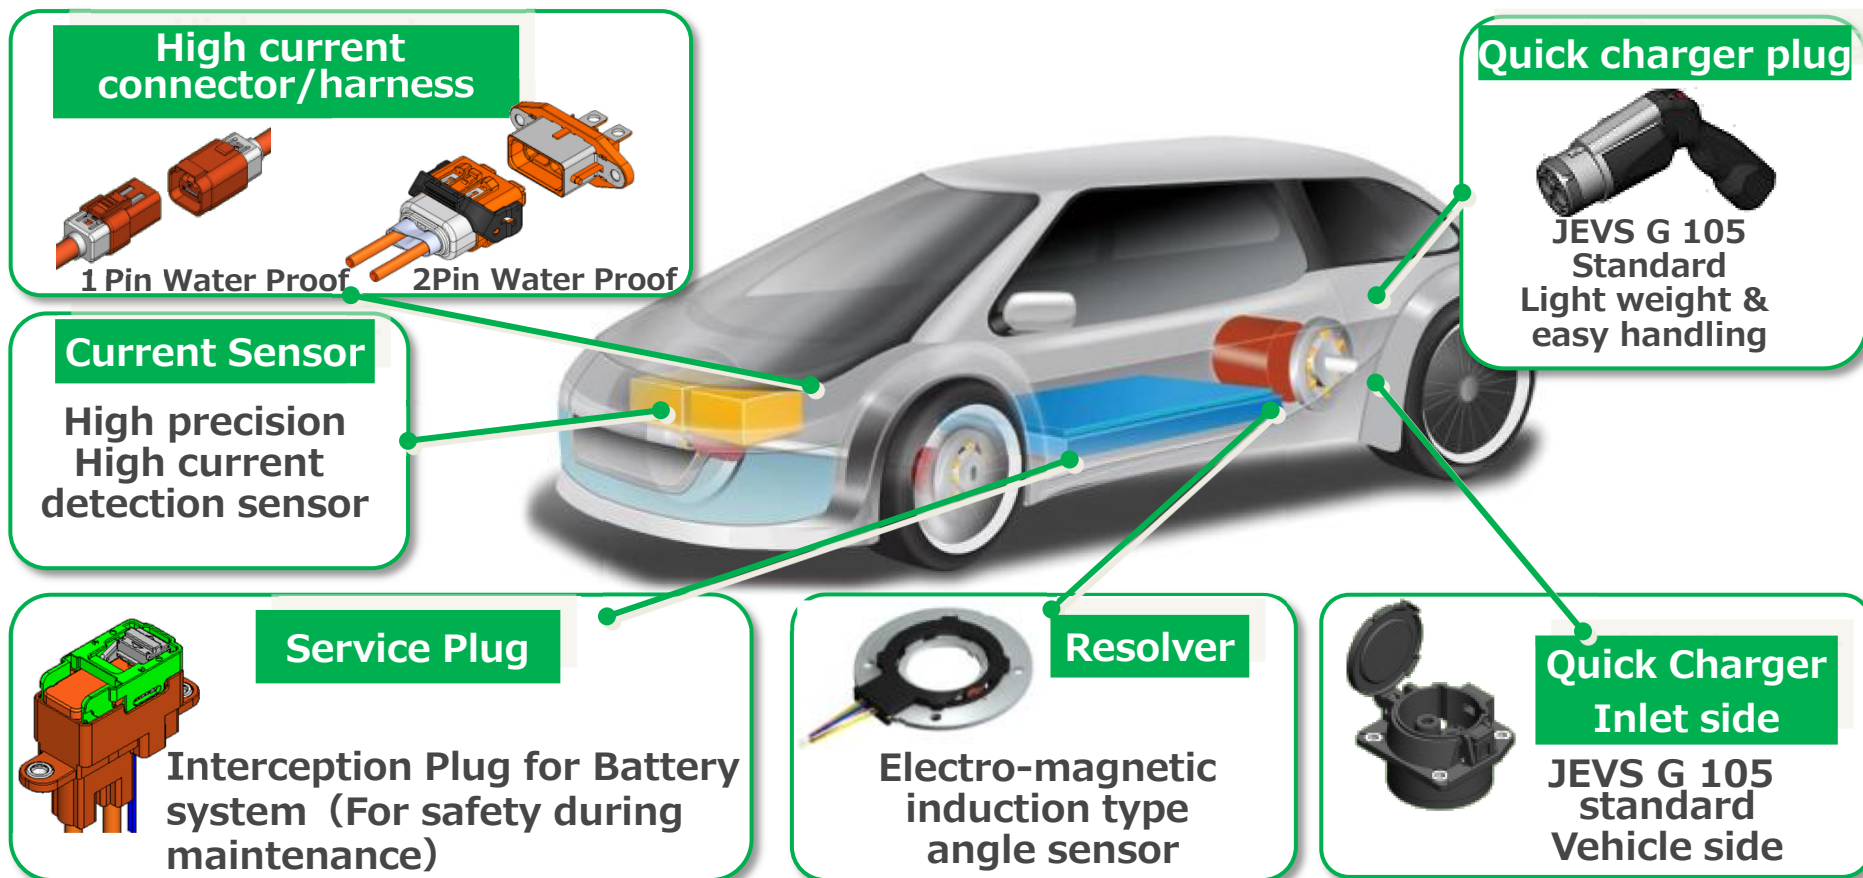 High current
connector/harness
1 Pin Water Proof
2Pin Water Proof
Quick charger plug
JEVS G 105
Standard
Light weight &
easy handling
Current Sensor
High precision
High current
detection sensor
Service Plug
Interception Plug for Battery
system（For safety during
maintenance）
Resolver
Electro-magnetic
induction type
angle sensor
Quick Charger
Inlet side
JEVS G 105
standard
Vehicle side